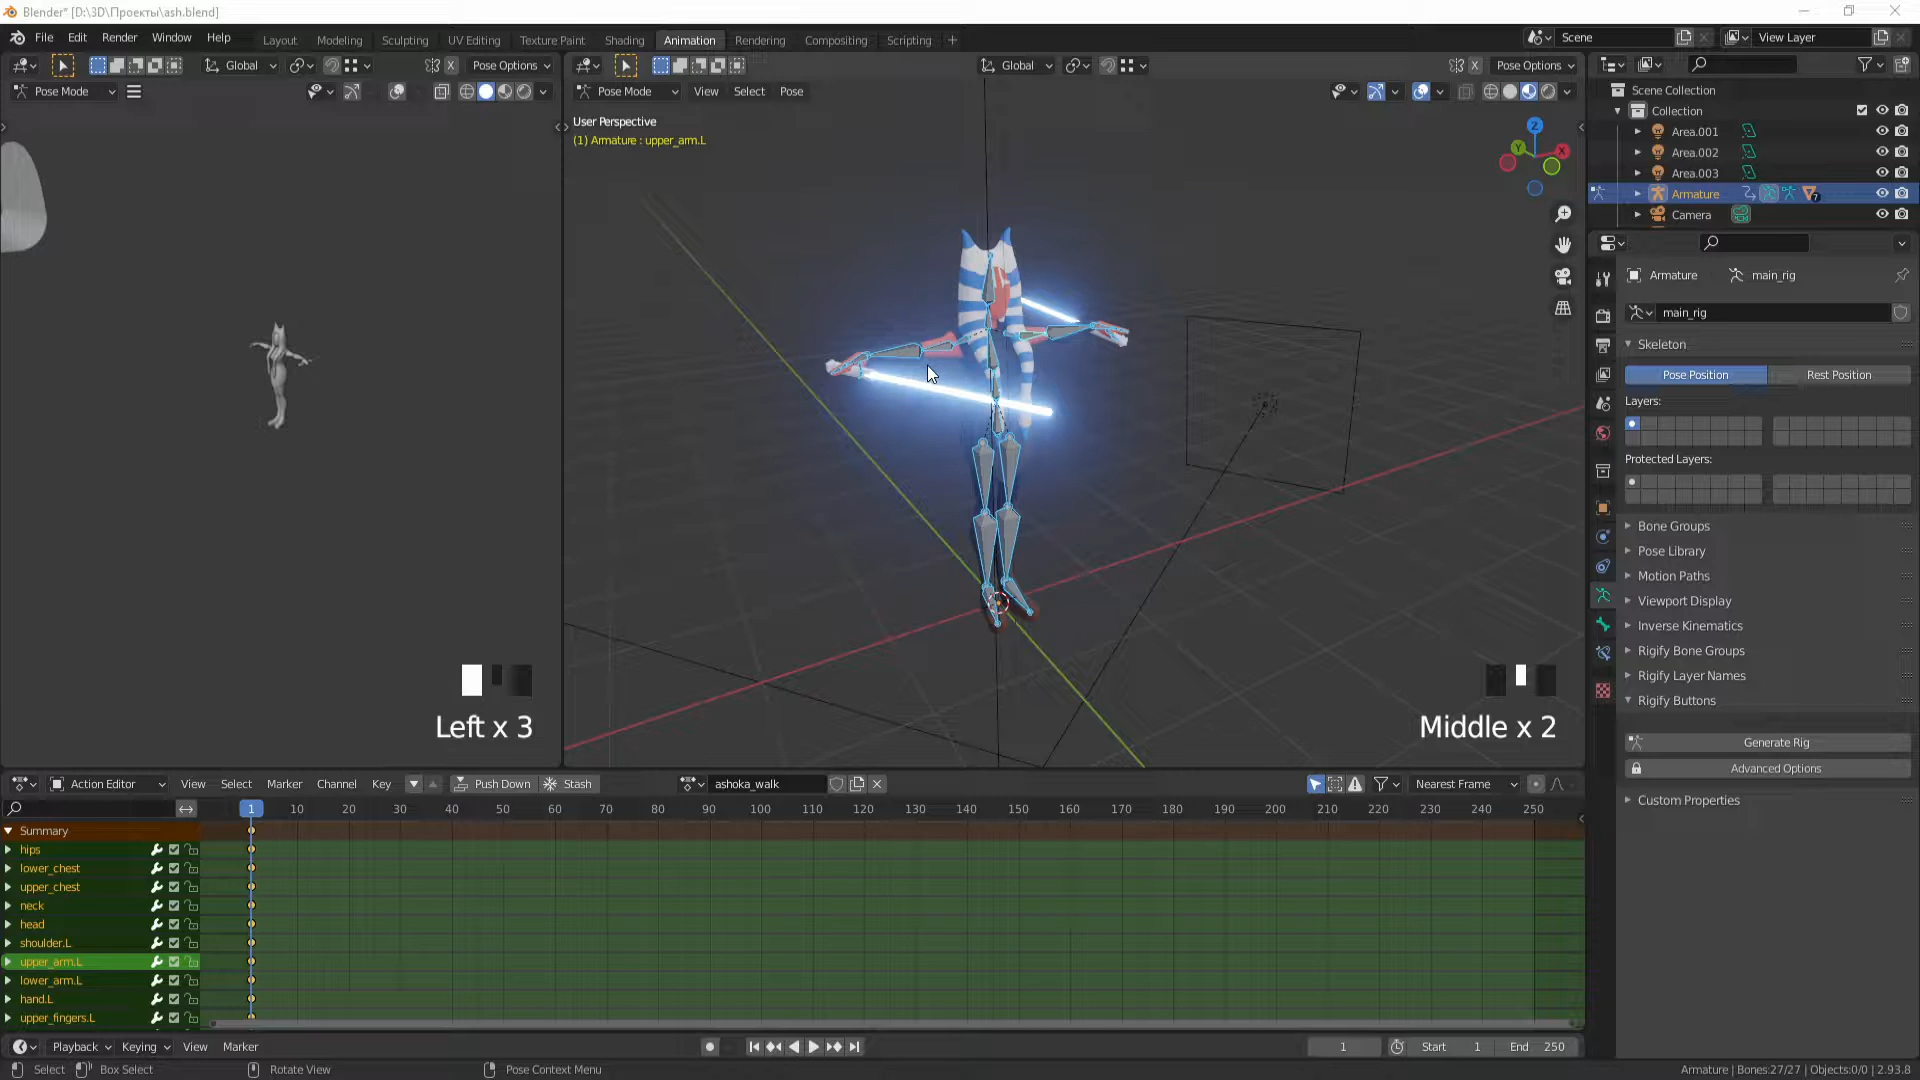 Blender* [D:\3D\Проекты\ash.blend]
File Edit Render Window Help Layout Modeling Sculpting UV Editing Texture Paint Shading Animation Rendering Compositing Scripting Scene View Layer
Global X Pose Options Global X Pose Options
Pose Mode Pose Mode View Select Pose
User Perspective
(1) Armature : upper_arm.L
Z
Y X
Scene Collection
Collection
Area.001
Area.002
Area.003
Armature 7
Camera
Armature main_rig
main_rig
Skeleton
Pose Position Rest Position
Layers:
Protected Layers:
Bone Groups
Pose Library
Motion Paths
Viewport Display
Inverse Kinematics
Rigify Bone Groups
Rigify Layer Names
Rigify Buttons
Generate Rig
Advanced Options
Custom Properties
Left x 3 Middle x 2
Action Editor View Select Marker Channel Key Push Down Stash ashoka_walk Nearest Frame
1 10 20 30 40 50 60 70 80 90 100 110 120 130 140 150 160 170 180 190 200 210 220 230 240 250
Summary
hips
lower_chest
upper_chest
neck
head
shoulder.L
upper_arm.L
lower_arm.L
hand.L
upper_fingers.L
Playback Keying View Marker 1 Start 1 End 250
Select Box Select Rotate View Pose Context Menu Armature | Bones:27/27 | Objects:0/0 | 2.93.8